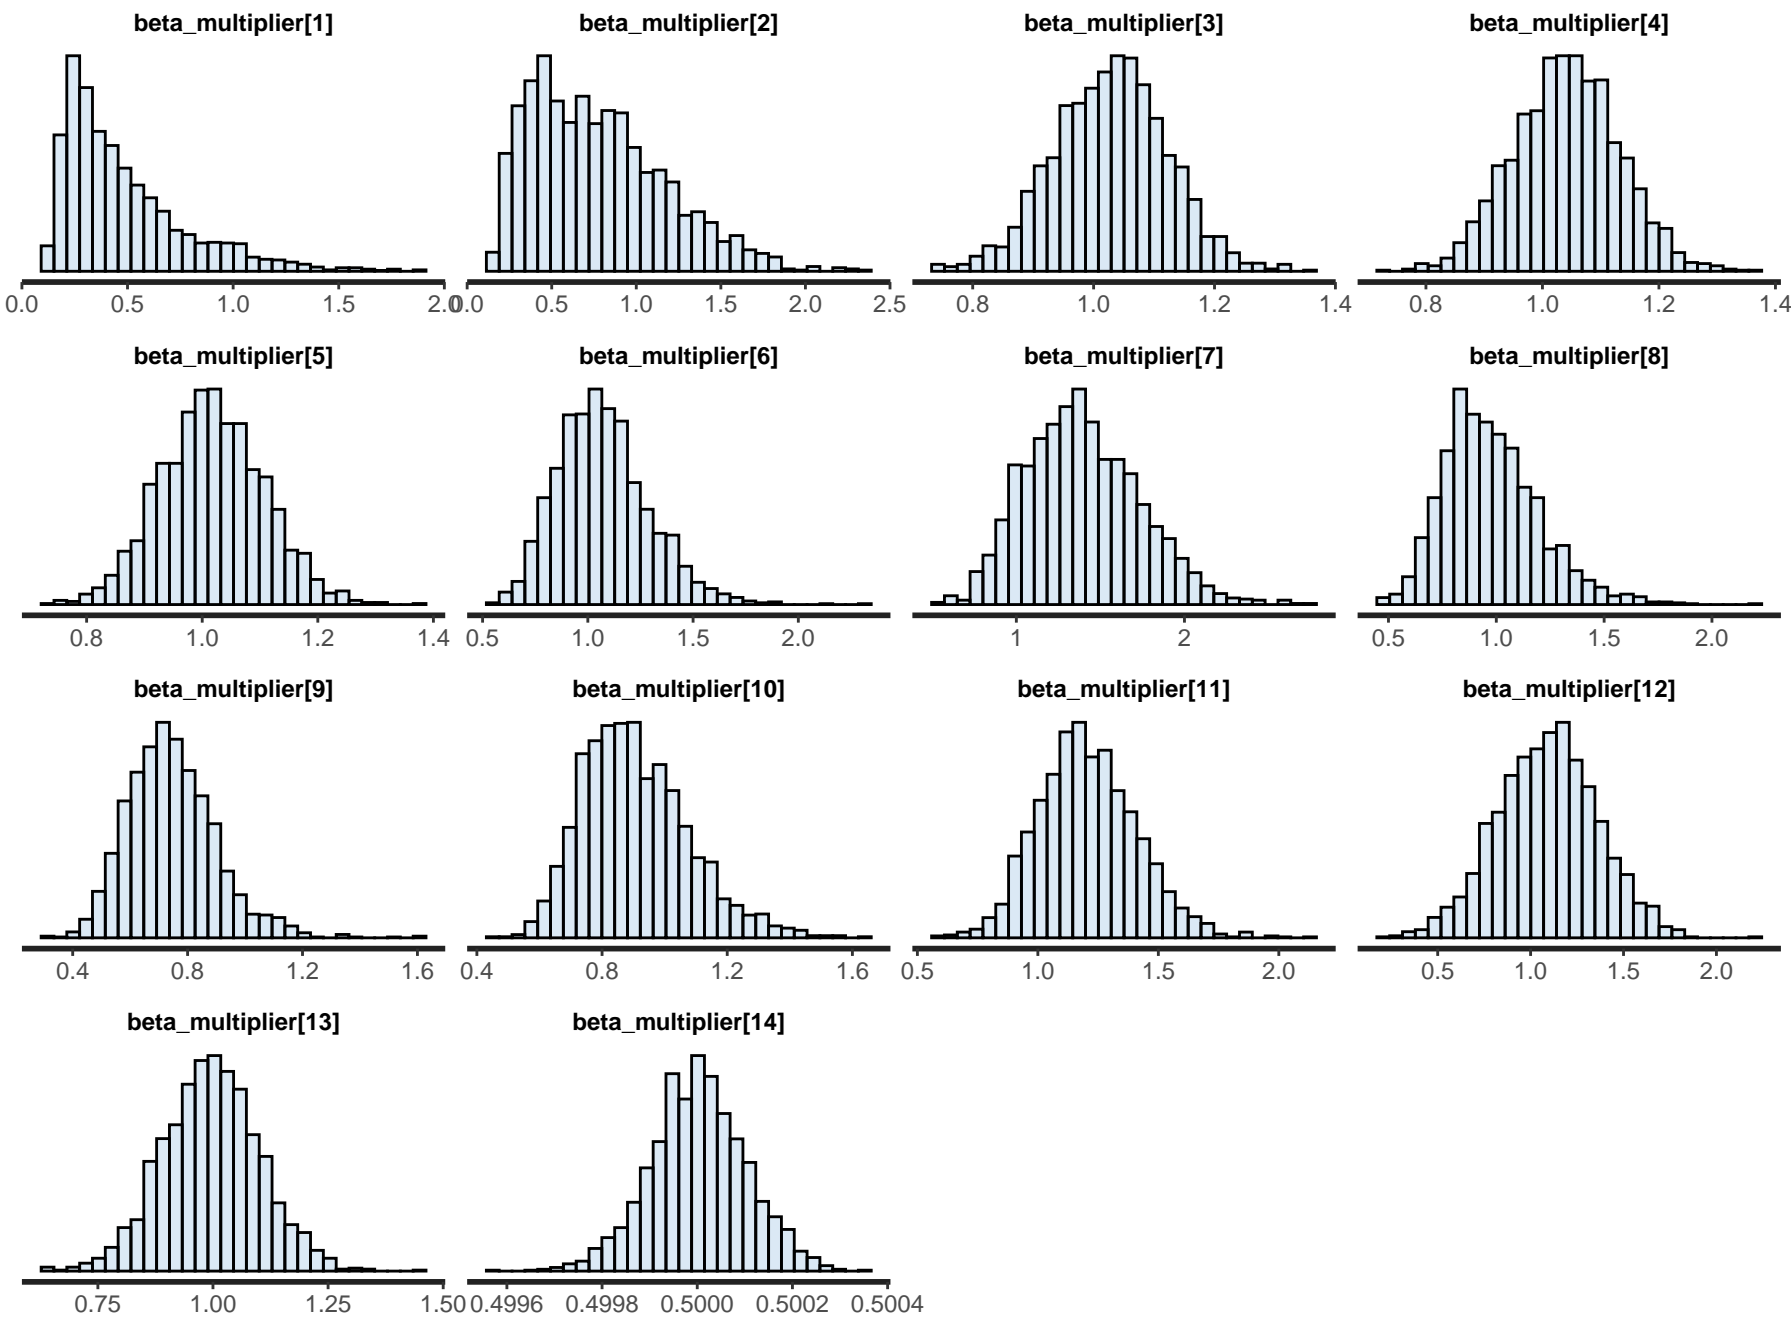 beta_multiplier[1] beta_multiplier[2] beta_multiplier[3] beta_multiplier[4]
0.0 0.5 1.0 1.5 2.0 0.0 0.5 1.0 1.5 2.0 2.5 0.8 1.0 1.2 1.4 0.8 1.0 1.2 1.4
beta_multiplier[5] beta_multiplier[6] beta_multiplier[7] beta_multiplier[8]
0.8 1.0 1.2 1.4 0.5 1.0 1.5 2.0 1 2 0.5 1.0 1.5 2.0
beta_multiplier[9] beta_multiplier[10] beta_multiplier[11] beta_multiplier[12]
0.4 0.8 1.2 1.6 0.4 0.8 1.2 1.6 0.5 1.0 1.5 2.0 0.5 1.0 1.5 2.0
beta_multiplier[13] beta_multiplier[14]
0.75 1.00 1.25 1.50 0.4996 0.4998 0.5000 0.5002 0.5004